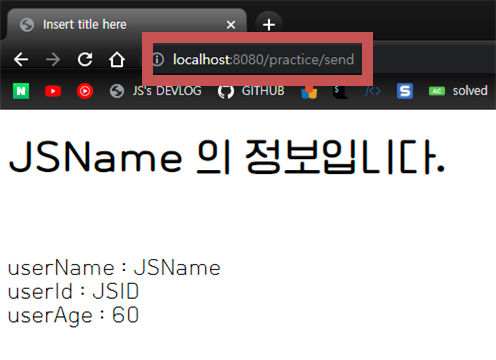 Insert title here
localhost:8080/practice/send
JS's DEVLOG
GITHUB
S
AC
solved
JSName 의 정보입니다.
userName : JSName
userId : JSID
userAge : 60